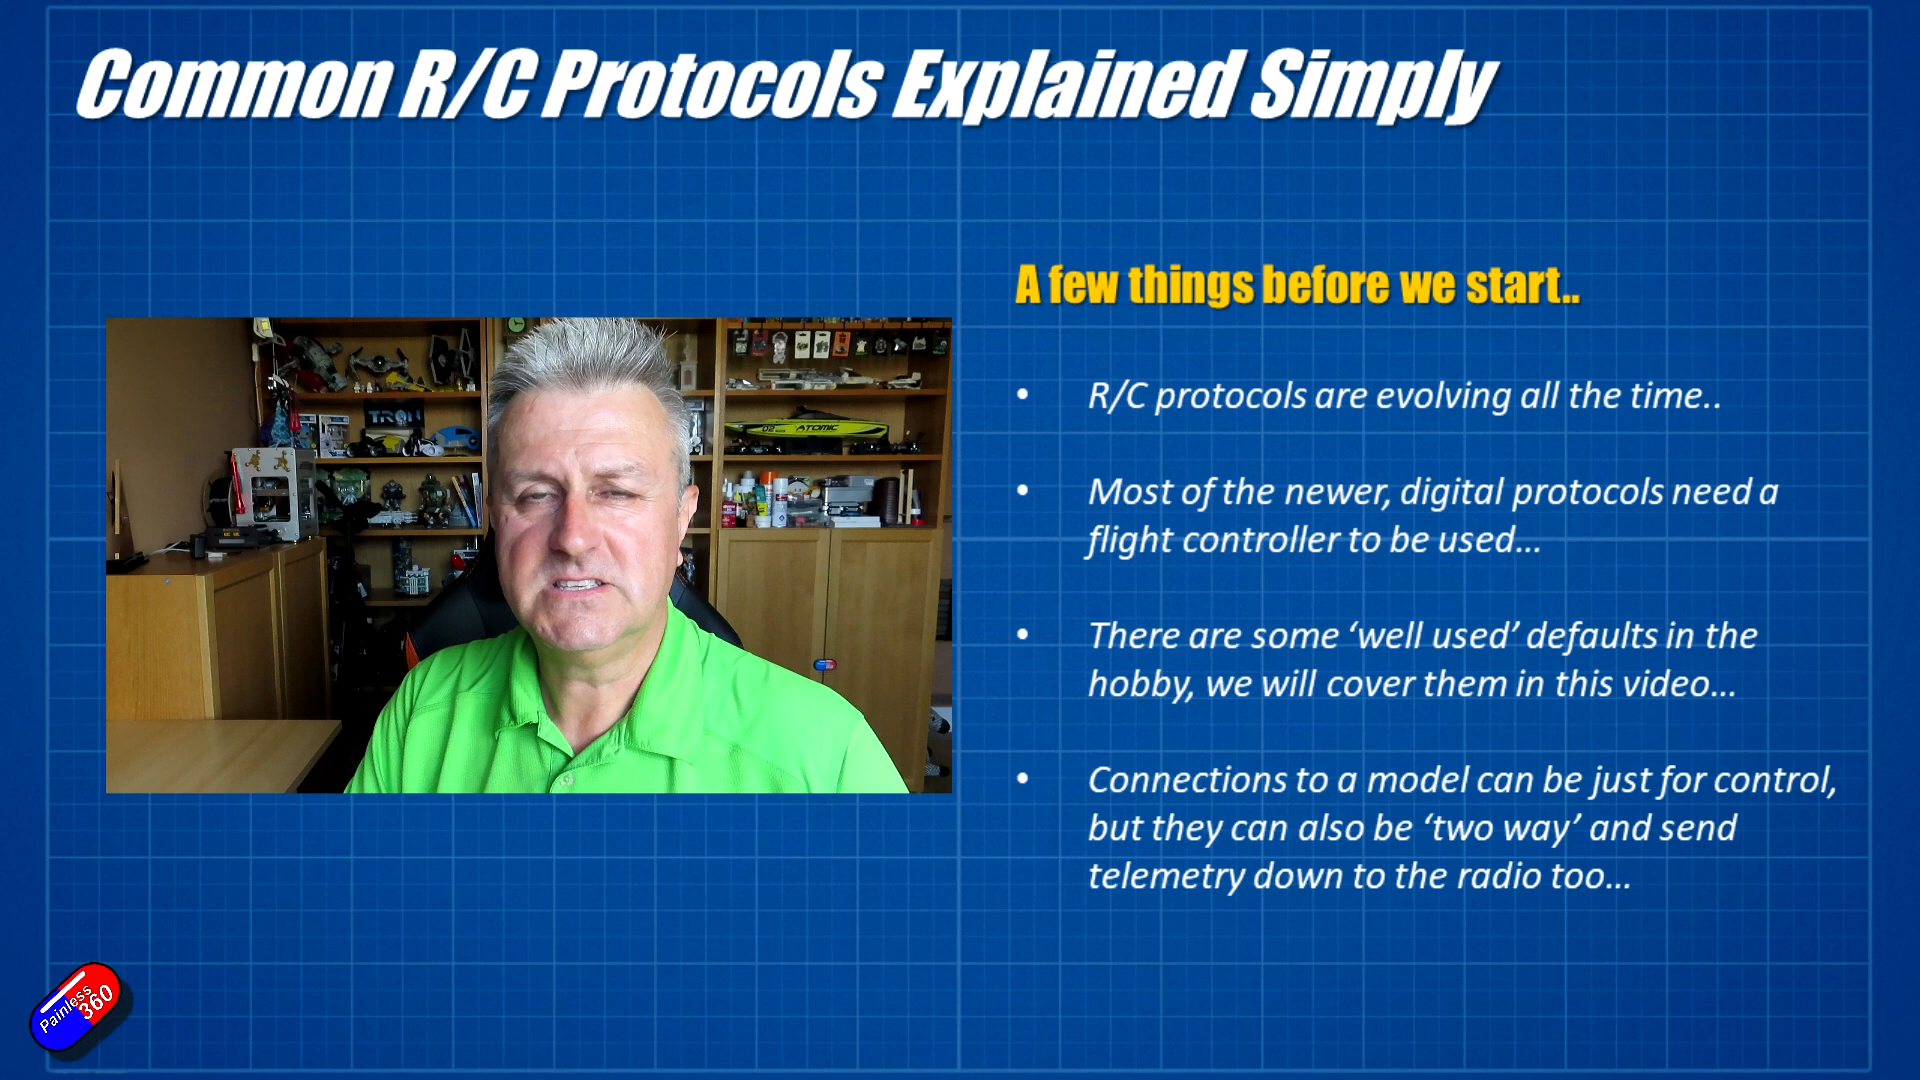 Common R/C Protocols Explained Simply
A few things before we start..
• R/C protocols are evolving all the time..
• Most of the newer, digital protocols need a
flight controller to be used...
• There are some ‘well used’ defaults in the
hobby, we will cover them in this video...
• Connections to a model can be just for control,
but they can also be ‘two way’ and send
telemetry down to the radio too...
TRON
02
ATOMIC
Painless
360